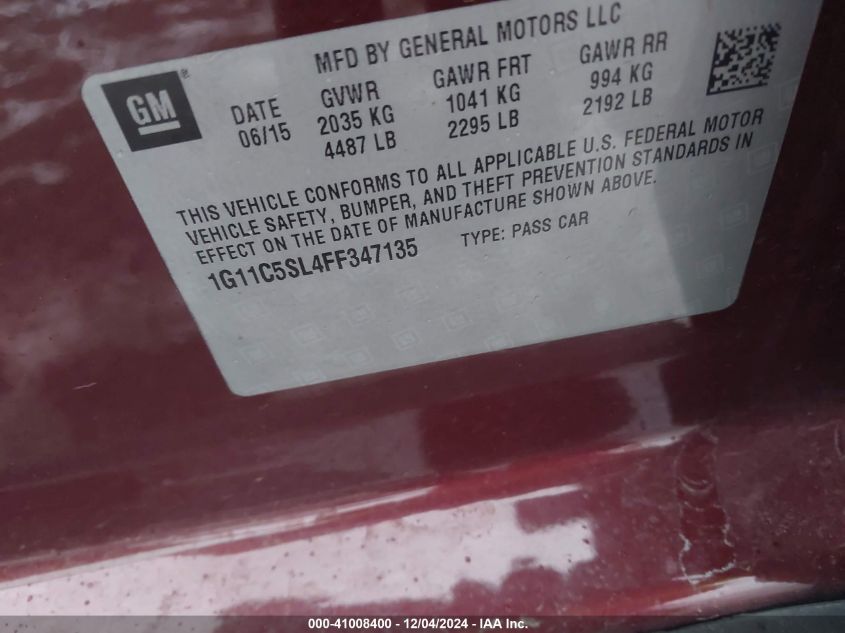 MFD BY GENERAL MOTORS LLC
GM ®
DATE GVWR GAWR FRT GAWR RR
06/15 2035 KG 1041 KG 994 KG
4487 LB 2295 LB 2192 LB
THIS VEHICLE CONFORMS TO ALL APPLICABLE U.S. FEDERAL MOTOR
VEHICLE SAFETY, BUMPER, AND THEFT PREVENTION STANDARDS IN
EFFECT ON THE DATE OF MANUFACTURE SHOWN ABOVE.
1G11C5SL4FF347135 TYPE: PASS CAR
000-41008400 - 12/04/2024 - IAA Inc.